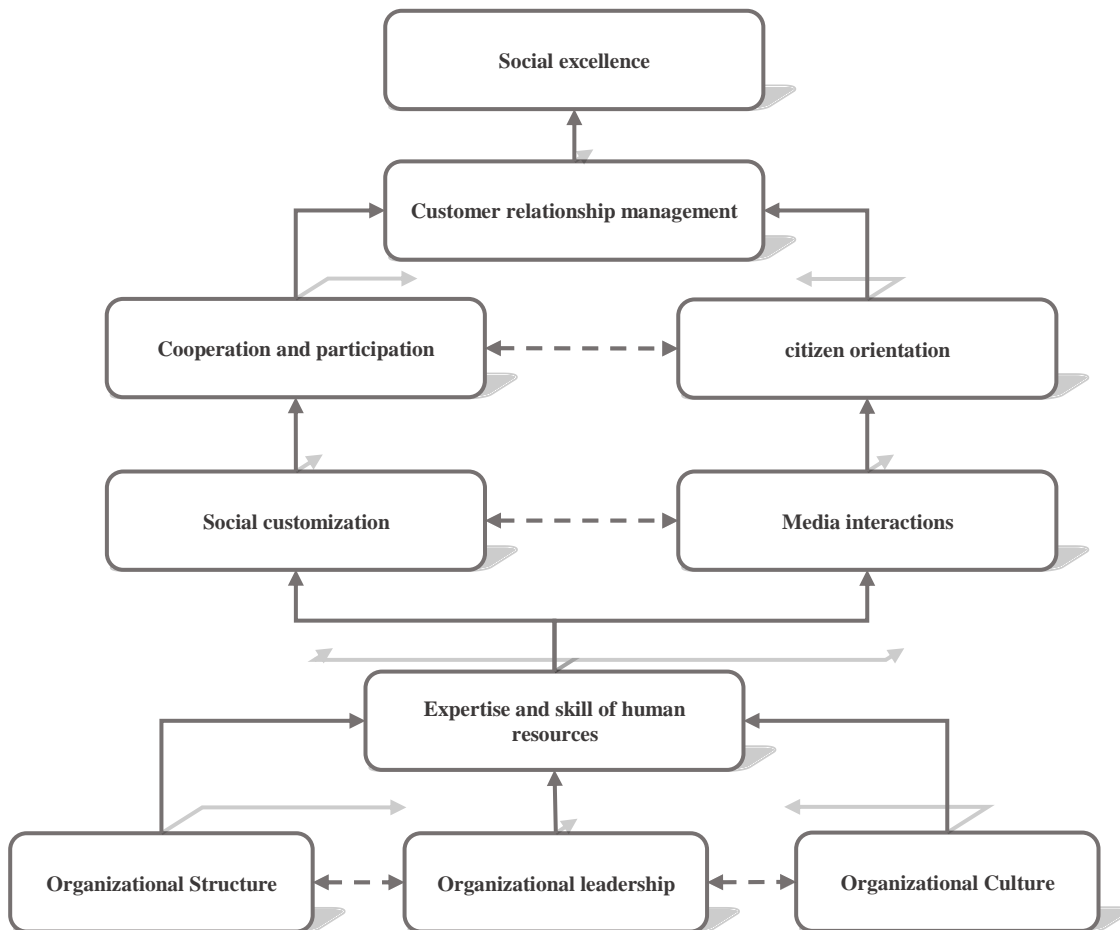 Social excellence
Customer relationship management
Cooperation and participation
citizen orientation
Social customization
Media interactions
Expertise and skill of human
resources
Organizational Structure
Organizational leadership
Organizational Culture